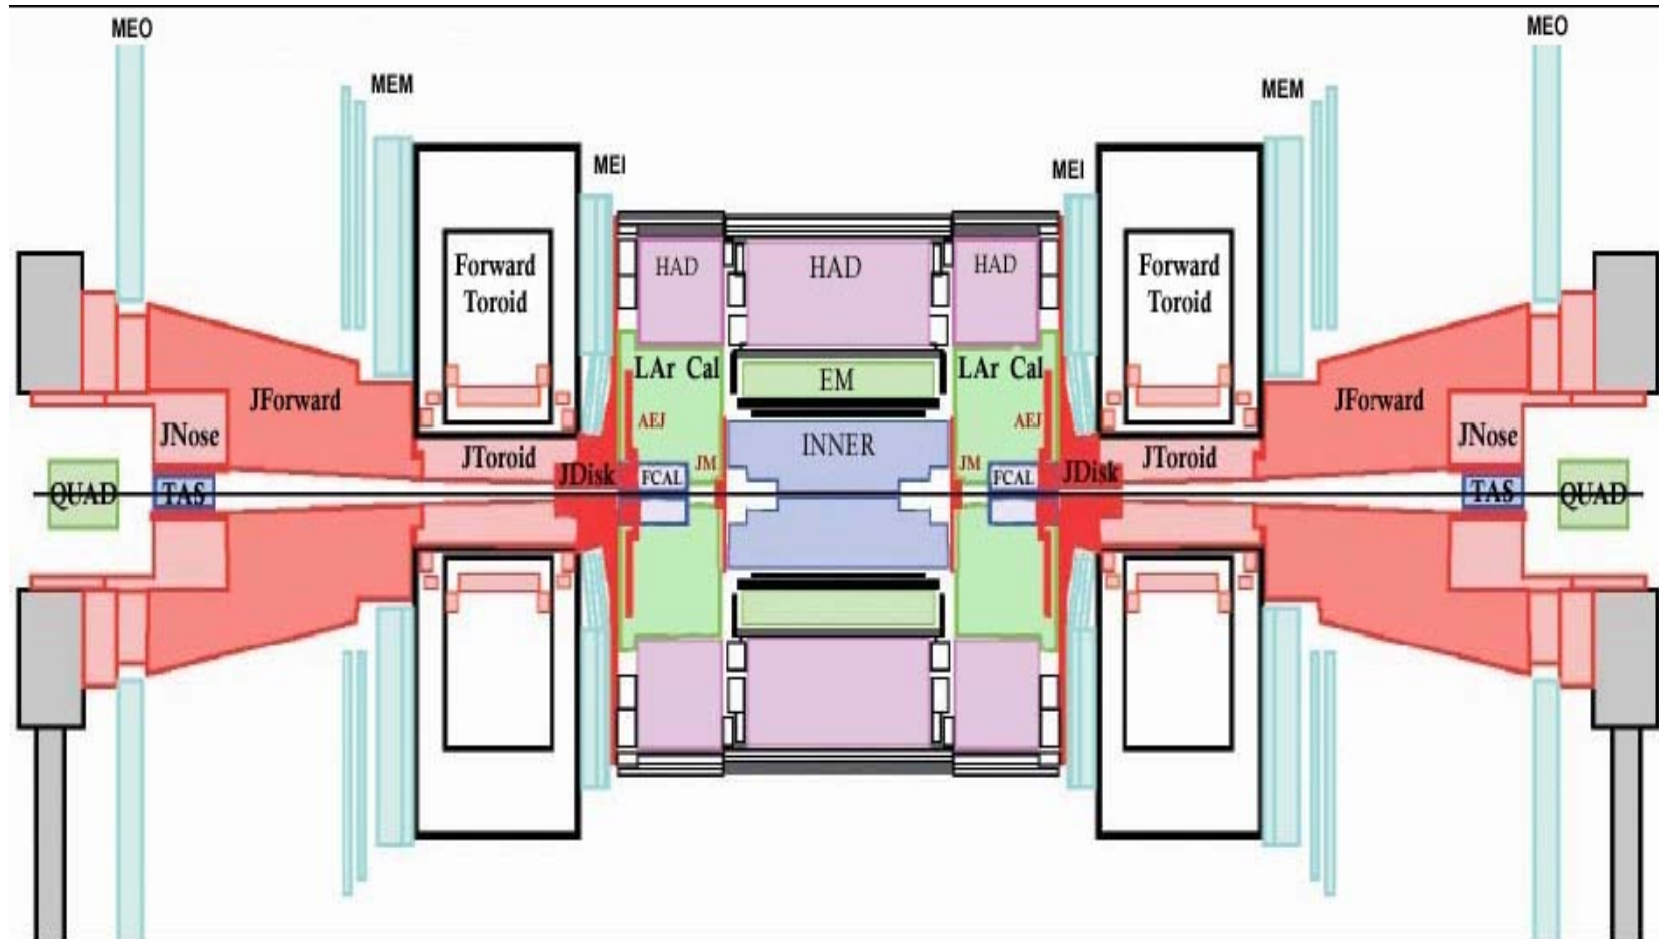 MEO
MEO
MEM
MEM
MEI
MEI
HAD
HAD
HAD
Forward
Toroid
Forward
Toroid
LAr Cal
EM
LAr Cal
JForward
JForward
AEJ
AEJ
JNose
JNose
INNER
JToroid
JToroid
JM
JM
JDisk
JDisk
FCAL
FCAL
QUAD
TAS
TAS
QUAD